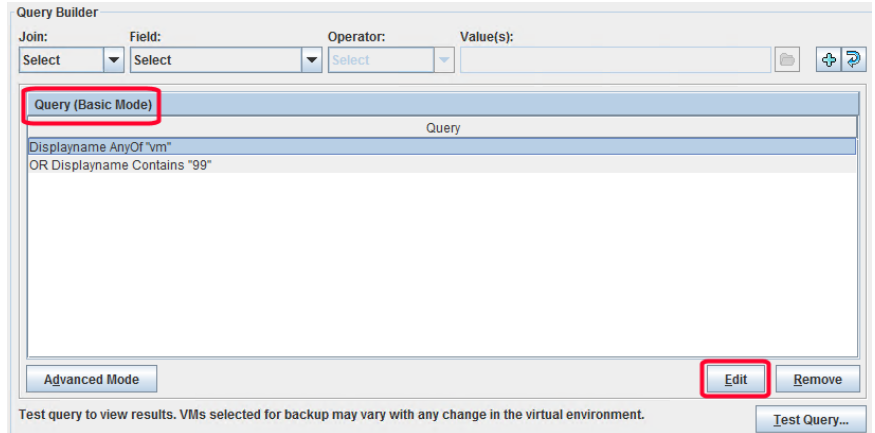 Query Builder
Join: Field: Operator: Value(s):
Select Select Select
Query (Basic Mode)
Query
Displayname AnyOf "vm"
OR Displayname Contains "99"
Advanced Mode Edit Remove
Test query to view results. VMs selected for backup may vary with any change in the virtual environment. Test Query...